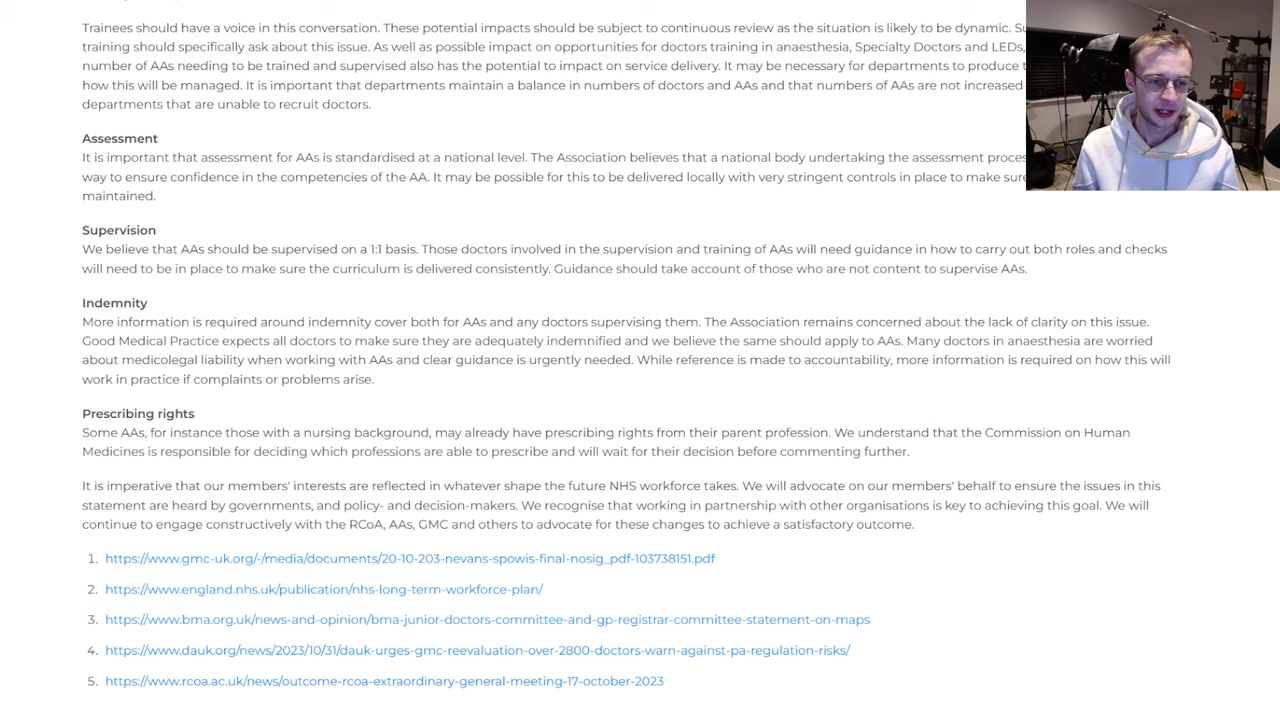 Trainees should have a voice in this conversation. These potential impacts should be subject to continuous review as the situation is likely to be dynamic.
training should specifically ask about this issue. As well as possible impact on opportunities for doctors training in anaesthesia, Specialty Doctors and LEDs,
number of AAs needing to be trained and supervised also has the potential to impact on service delivery. It may be necessary for departments to produce
how this will be managed. It is important that departments maintain a balance in numbers of doctors and AAs and that numbers of AAs are not increased
departments that are unable to recruit doctors.
Assessment
It is important that assessment for AAs is standardised at a national level. The Association believes that a national body undertaking the assessment
way to ensure confidence in the competencies of the AA. It may be possible for this to be delivered locally with very stringent controls in place to make sure
maintained.
Supervision
We believe that AAs should be supervised on a 1:1 basis. Those doctors involved in the supervision and training of AAs will need guidance in how to carry out both roles and checks
will need to be in place to make sure the curriculum is delivered consistently. Guidance should take account of those who are not content to supervise AAs.
Indemnity
More information is required around indemnity cover both for AAs and any doctors supervising them. The Association remains concerned about the lack of clarity on this issue.
Good Medical Practice expects all doctors to make sure they are adequately indemnified and we believe the same should apply to AAs. Many doctors in anaesthesia are worried
about medicolegal liability when working with AAs and clear guidance is urgently needed. While reference is made to accountability, more information is required on how this will
work in practice if complaints or problems arise.
Prescribing rights
Some AAs, for instance those with a nursing background, may already have prescribing rights from their parent profession. We understand that the Commission on Human
Medicines is responsible for deciding which professions are able to prescribe and will wait for their decision before commenting further.
It is imperative that our members' interests are reflected in whatever shape the future NHS workforce takes. We will advocate on our members' behalf to ensure the issues in this
statement are heard by governments, and policy- and decision-makers. We recognise that working in partnership with other organisations is key to achieving this goal. We will
continue to engage constructively with the RCoA, AAs, GMC and others to advocate for these changes to achieve a satisfactory outcome.
1. https://www.gmc-uk.org/-/media/documents/20-10-203-nevans-spowis-final-nosig_pdf-103738151.pdf
2. https://www.england.nhs.uk/publication/nhs-long-term-workforce-plan/
3. https://www.bma.org.uk/news-and-opinion/bma-junior-doctors-committee-and-gp-registrar-committee-statement-on-maps
4. https://www.dauk.org/news/2023/10/31/dauk-urges-gmc-reevaluation-over-2800-doctors-warn-against-pa-regulation-risks/
5. https://www.rcoa.ac.uk/news/outcome-rcoa-extraordinary-general-meeting-17-october-2023